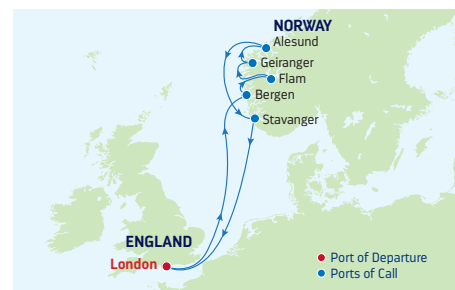 NORWAY
Alesund
Geiranger
Flam
Bergen
Stavanger
ENGLAND
London
Port of Departure
Ports of Call